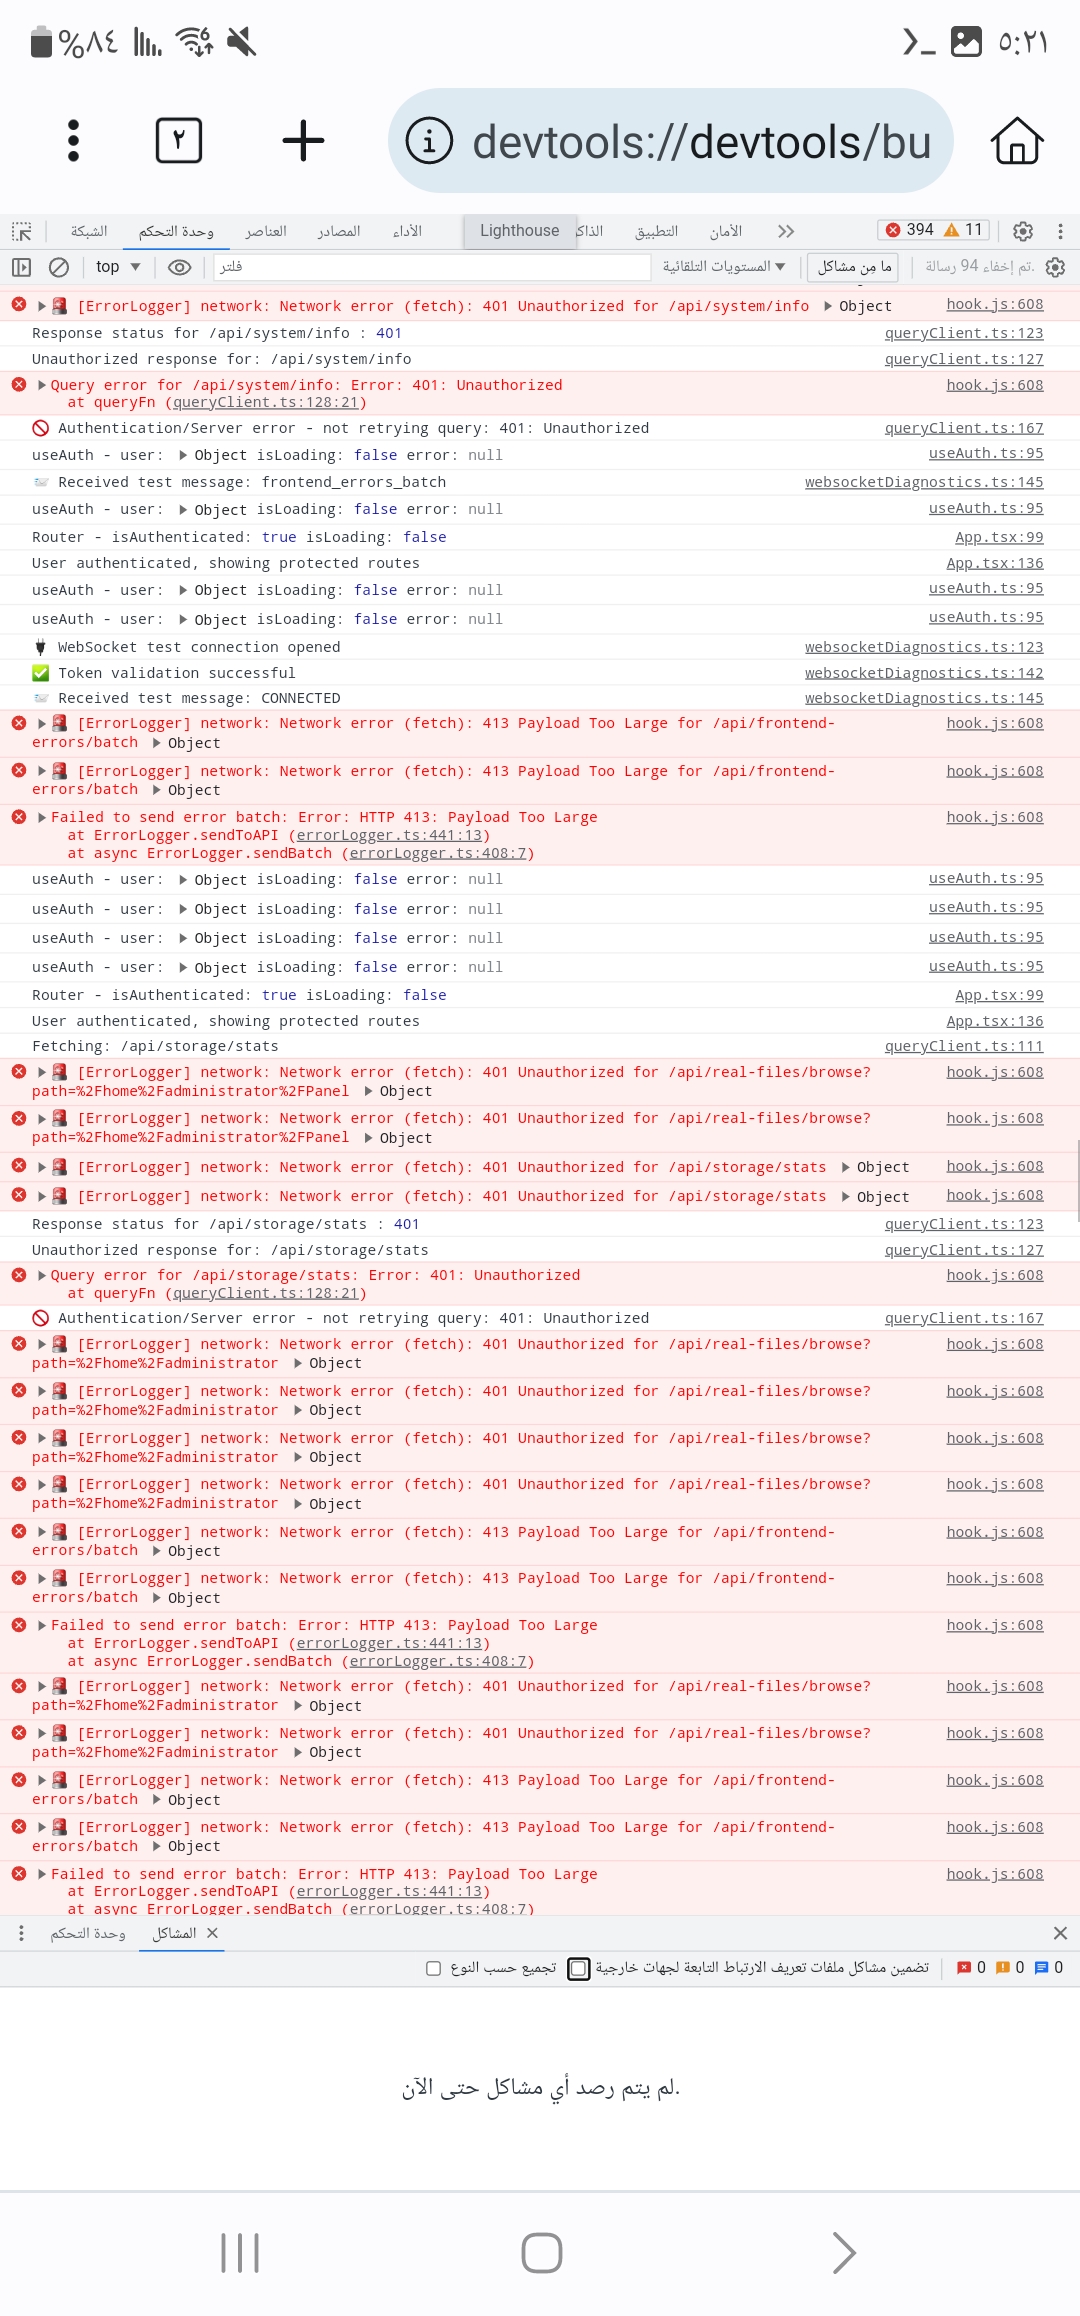 %٨٤ ٥:٢١
٢ devtools://devtools/bu
الشبكة وحدة التحكم العناصر المصادر الأداء Lighthouse الذاكر التطبيق الأمان 394 11
top فلتر المستويات التلقائية ما مِن مشاكل تم إخفاء 94 رسالة.
[ErrorLogger] network: Network error (fetch): 401 Unauthorized for /api/system/info Object hook.js:608
Response status for /api/system/info : 401 queryClient.ts:123
Unauthorized response for: /api/system/info queryClient.ts:127
Query error for /api/system/info: Error: 401: Unauthorized hook.js:608
at queryFn (queryClient.ts:128:21)
Authentication/Server error - not retrying query: 401: Unauthorized queryClient.ts:167
useAuth - user: Object isLoading: false error: null useAuth.ts:95
Received test message: frontend_errors_batch websocketDiagnostics.ts:145
useAuth - user: Object isLoading: false error: null useAuth.ts:95
Router - isAuthenticated: true isLoading: false App.tsx:99
User authenticated, showing protected routes App.tsx:136
useAuth - user: Object isLoading: false error: null useAuth.ts:95
useAuth - user: Object isLoading: false error: null useAuth.ts:95
WebSocket test connection opened websocketDiagnostics.ts:123
Token validation successful websocketDiagnostics.ts:142
Received test message: CONNECTED websocketDiagnostics.ts:145
[ErrorLogger] network: Network error (fetch): 413 Payload Too Large for /api/frontend- hook.js:608
errors/batch Object
[ErrorLogger] network: Network error (fetch): 413 Payload Too Large for /api/frontend- hook.js:608
errors/batch Object
Failed to send error batch: Error: HTTP 413: Payload Too Large hook.js:608
at ErrorLogger.sendToAPI (errorLogger.ts:441:13)
at async ErrorLogger.sendBatch (errorLogger.ts:408:7)
useAuth - user: Object isLoading: false error: null useAuth.ts:95
useAuth - user: Object isLoading: false error: null useAuth.ts:95
useAuth - user: Object isLoading: false error: null useAuth.ts:95
useAuth - user: Object isLoading: false error: null useAuth.ts:95
Router - isAuthenticated: true isLoading: false App.tsx:99
User authenticated, showing protected routes App.tsx:136
Fetching: /api/storage/stats queryClient.ts:111
[ErrorLogger] network: Network error (fetch): 401 Unauthorized for /api/real-files/browse? hook.js:608
path=%2Fhome%2Fadministrator%2FPanel Object
[ErrorLogger] network: Network error (fetch): 401 Unauthorized for /api/real-files/browse? hook.js:608
path=%2Fhome%2Fadministrator%2FPanel Object
[ErrorLogger] network: Network error (fetch): 401 Unauthorized for /api/storage/stats Object hook.js:608
[ErrorLogger] network: Network error (fetch): 401 Unauthorized for /api/storage/stats Object hook.js:608
Response status for /api/storage/stats : 401 queryClient.ts:123
Unauthorized response for: /api/storage/stats queryClient.ts:127
Query error for /api/storage/stats: Error: 401: Unauthorized hook.js:608
at queryFn (queryClient.ts:128:21)
Authentication/Server error - not retrying query: 401: Unauthorized queryClient.ts:167
[ErrorLogger] network: Network error (fetch): 401 Unauthorized for /api/real-files/browse? hook.js:608
path=%2Fhome%2Fadministrator Object
[ErrorLogger] network: Network error (fetch): 401 Unauthorized for /api/real-files/browse? hook.js:608
path=%2Fhome%2Fadministrator Object
[ErrorLogger] network: Network error (fetch): 401 Unauthorized for /api/real-files/browse? hook.js:608
path=%2Fhome%2Fadministrator Object
[ErrorLogger] network: Network error (fetch): 401 Unauthorized for /api/real-files/browse? hook.js:608
path=%2Fhome%2Fadministrator Object
[ErrorLogger] network: Network error (fetch): 413 Payload Too Large for /api/frontend- hook.js:608
errors/batch Object
[ErrorLogger] network: Network error (fetch): 413 Payload Too Large for /api/frontend- hook.js:608
errors/batch Object
Failed to send error batch: Error: HTTP 413: Payload Too Large hook.js:608
at ErrorLogger.sendToAPI (errorLogger.ts:441:13)
at async ErrorLogger.sendBatch (errorLogger.ts:408:7)
[ErrorLogger] network: Network error (fetch): 401 Unauthorized for /api/real-files/browse? hook.js:608
path=%2Fhome%2Fadministrator Object
[ErrorLogger] network: Network error (fetch): 401 Unauthorized for /api/real-files/browse? hook.js:608
path=%2Fhome%2Fadministrator Object
[ErrorLogger] network: Network error (fetch): 413 Payload Too Large for /api/frontend- hook.js:608
errors/batch Object
[ErrorLogger] network: Network error (fetch): 413 Payload Too Large for /api/frontend- hook.js:608
errors/batch Object
Failed to send error batch: Error: HTTP 413: Payload Too Large hook.js:608
at ErrorLogger.sendToAPI (errorLogger.ts:441:13)
at async ErrorLogger.sendBatch (errorLogger.ts:408:7)
وحدة التحكم المشاكل
تجميع حسب النوع تضمين مشاكل ملفات تعريف الارتباط التابعة لجهات خارجية 0 0 0
لم يتم رصد أي مشاكل حتى الآن.